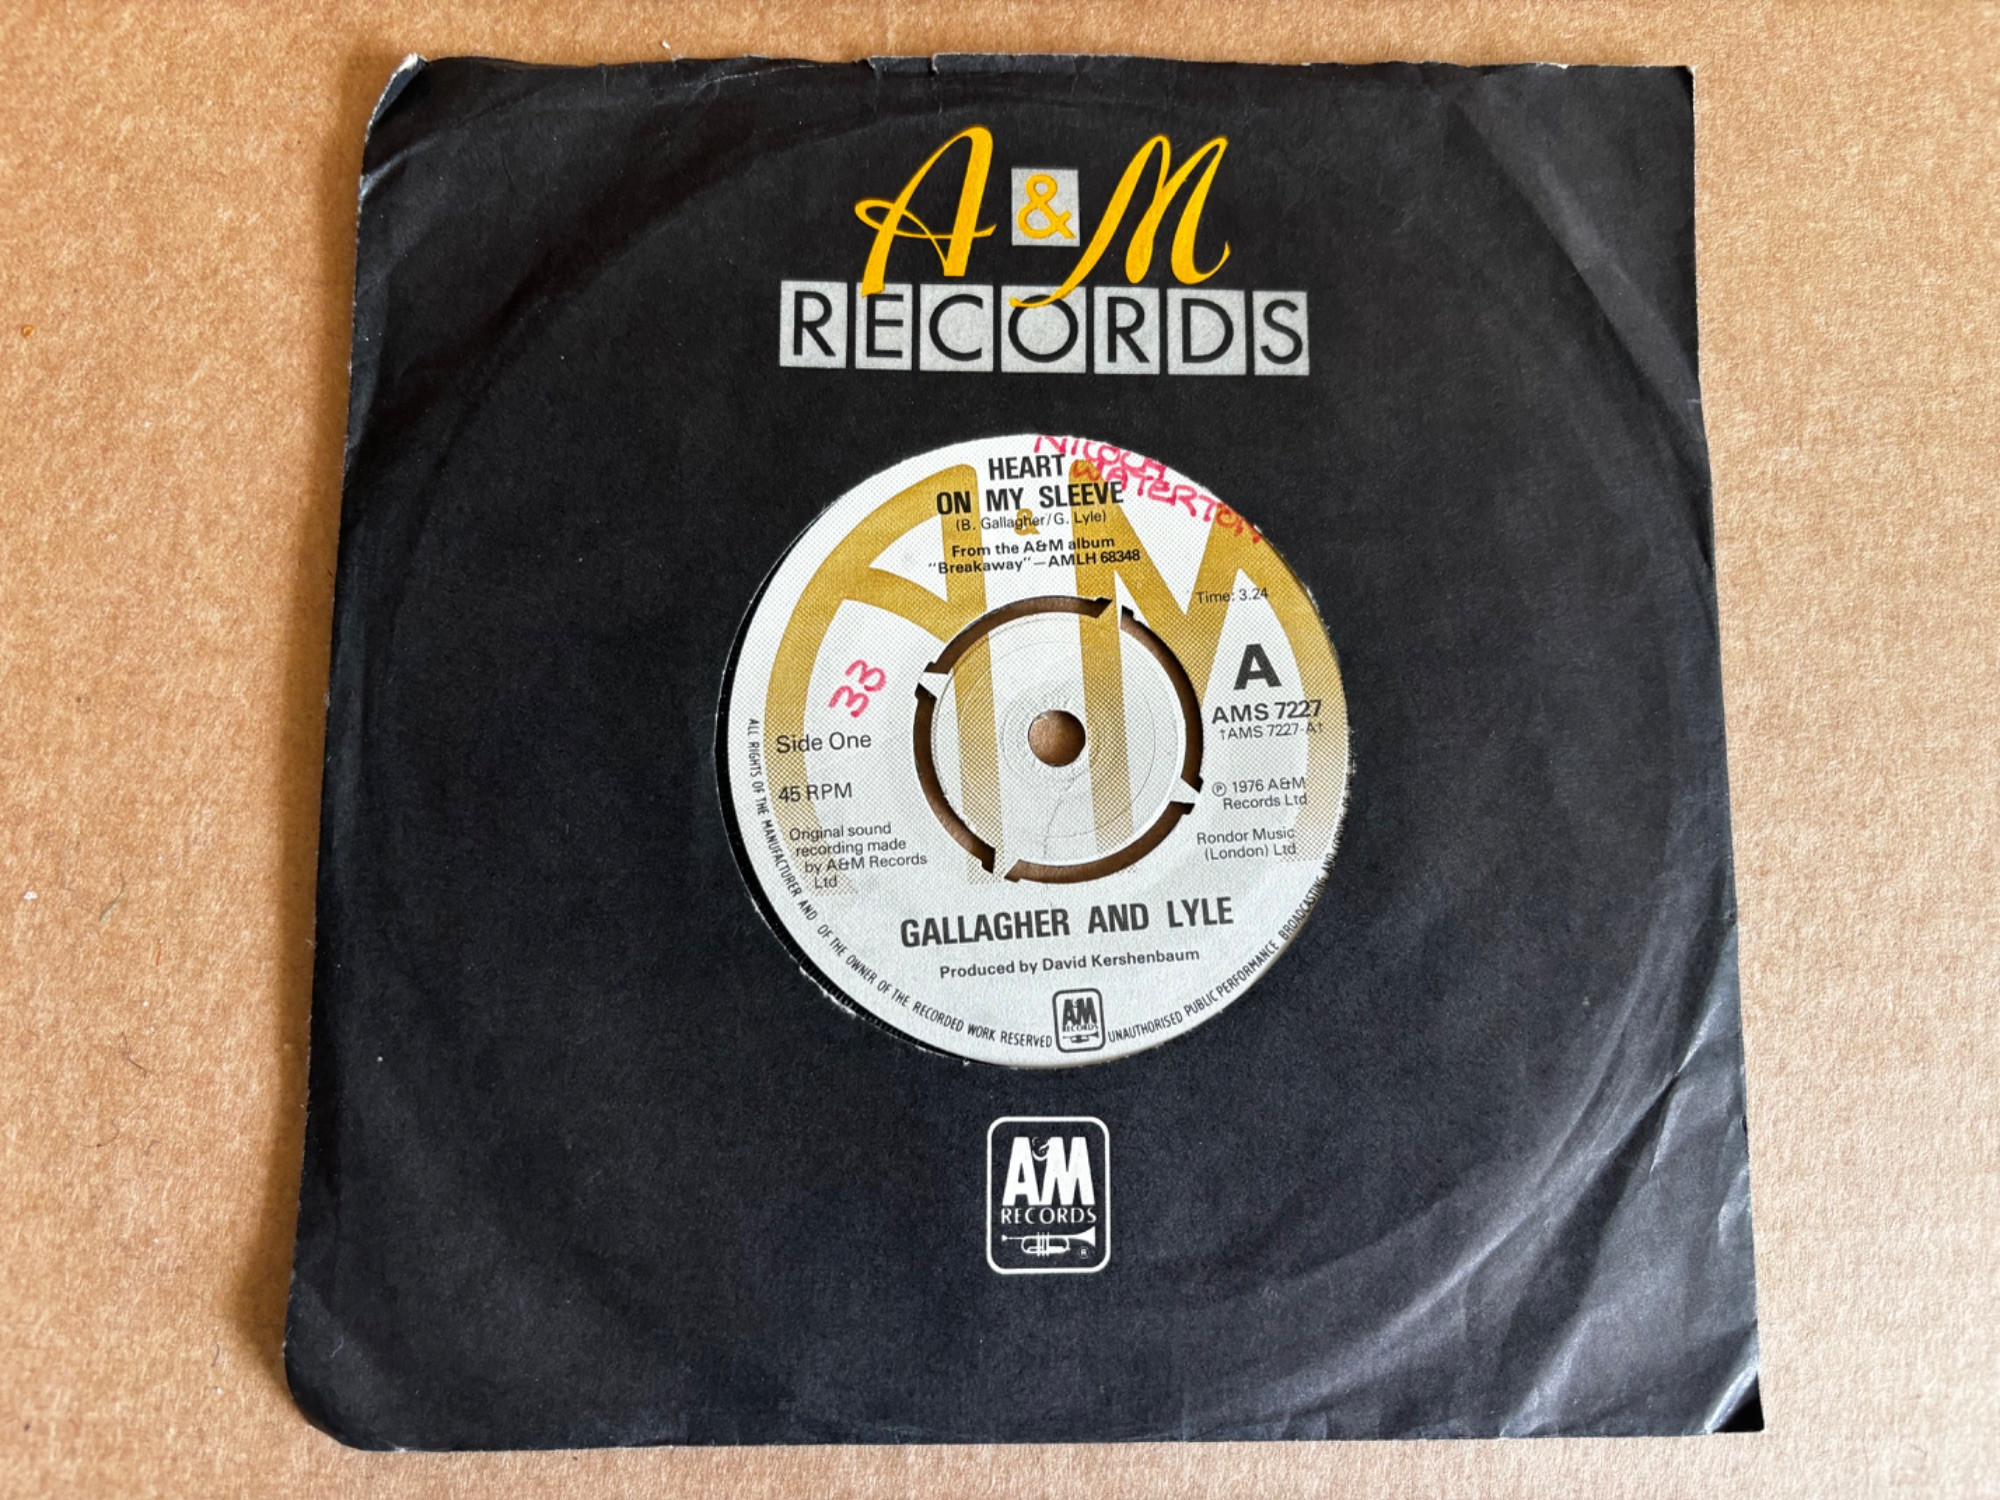 A & M
RECORDS
NICOLA
WATERTON
HEART
ON MY SLEEVE
(B. Gallagher/G. Lyle)
&
From the A&M album
"Breakaway"—AMLH 68348
Time: 3.24
33
A
AMS 7227
†AMS 7227-A†
Side One
45 RPM
℗ 1976 A&M
Records Ltd
Original sound
recording made
by A&M Records
Ltd
Rondor Music
(London) Ltd
GALLAGHER AND LYLE
Produced by David Kershenbaum
ALL RIGHTS OF THE MANUFACTURER AND OF THE OWNER OF THE RECORDED WORK RESERVED
A&M
RECORDS
UNAUTHORISED PUBLIC PERFORMANCE BROADCASTING AND
A&M
RECORDS
®